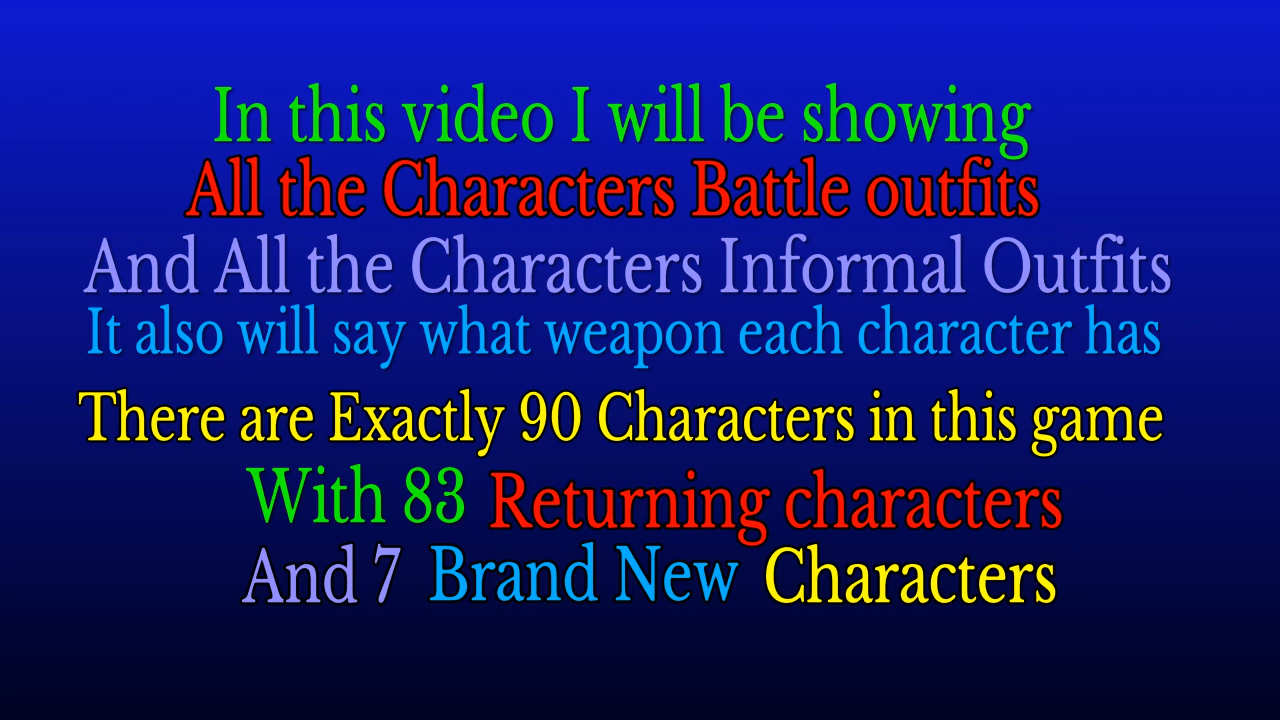 In this video I will be showing
All the Characters Battle outfits
And All the Characters Informal Outfits
It also will say what weapon each character has
There are Exactly 90 Characters in this game
With 83 Returning characters
And 7 Brand New Characters